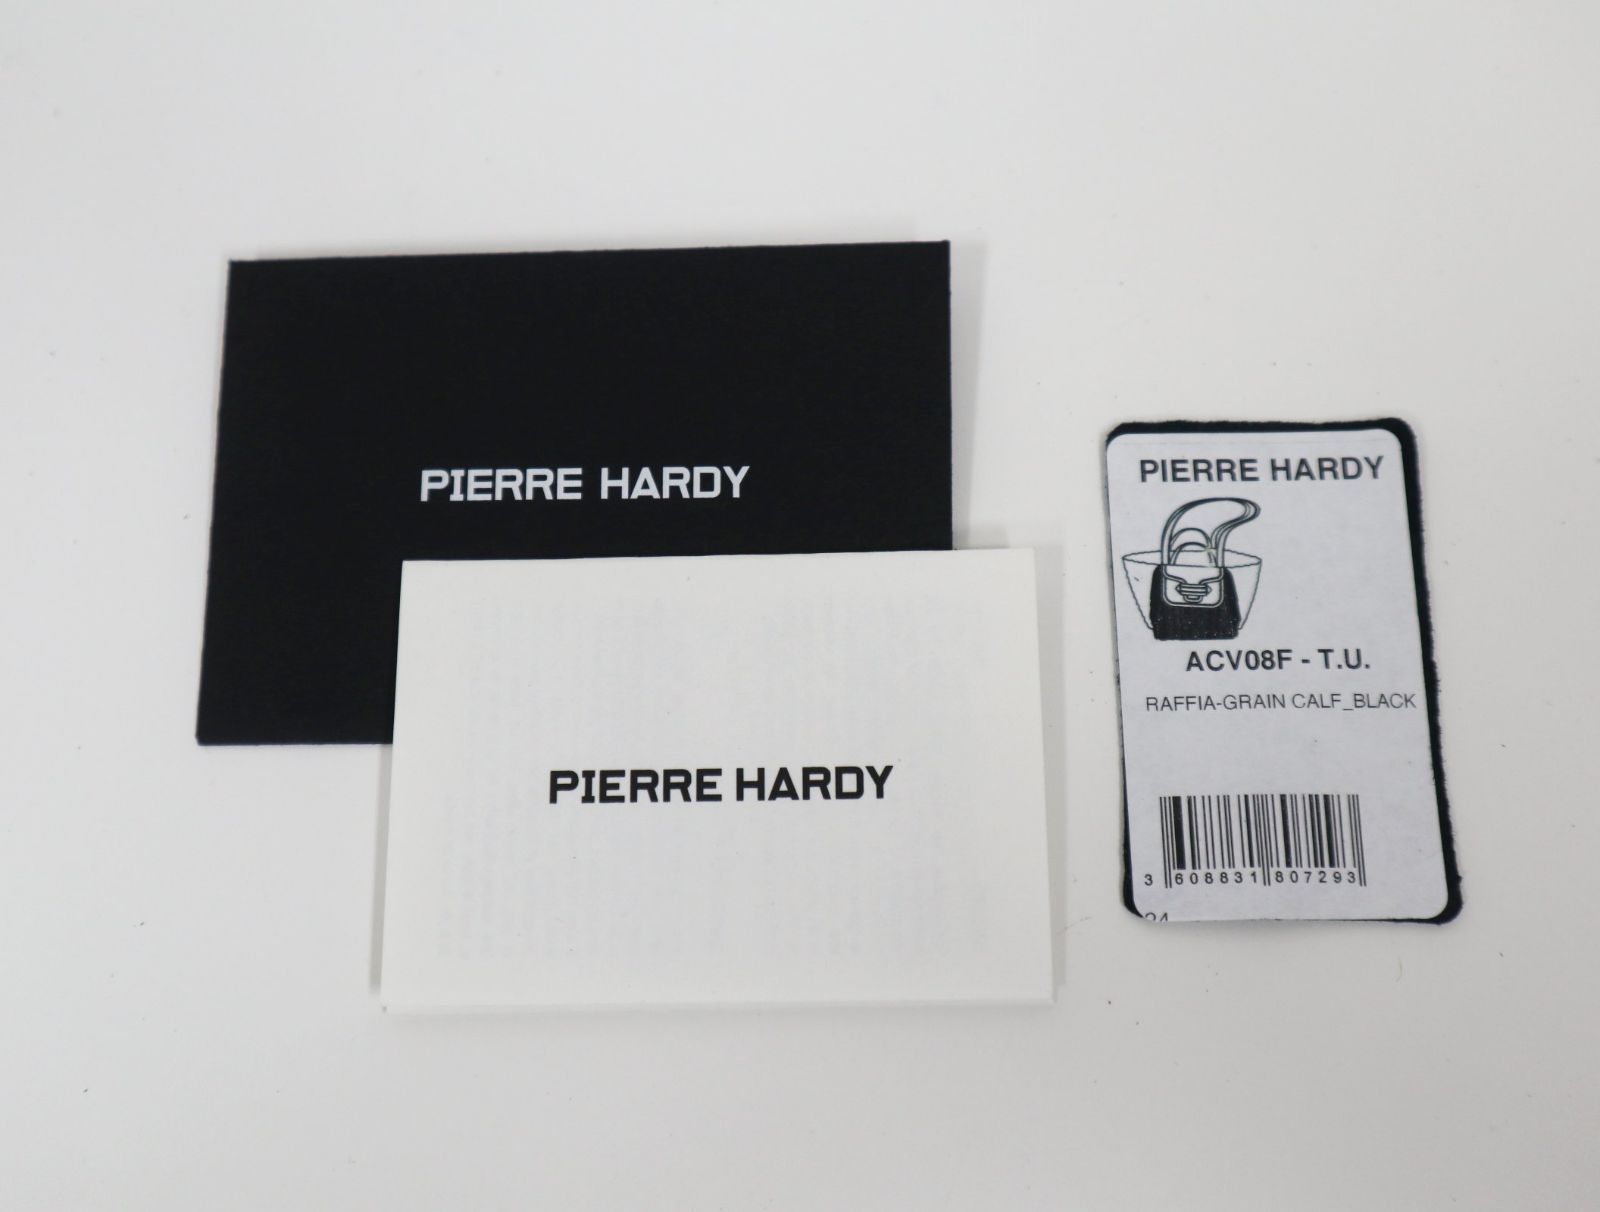 PIERRE HARDY
PIERRE HARDY
PIERRE HARDY
ACV08F - T.U.
RAFFIA-GRAIN CALF_BLACK
3 608831 807293